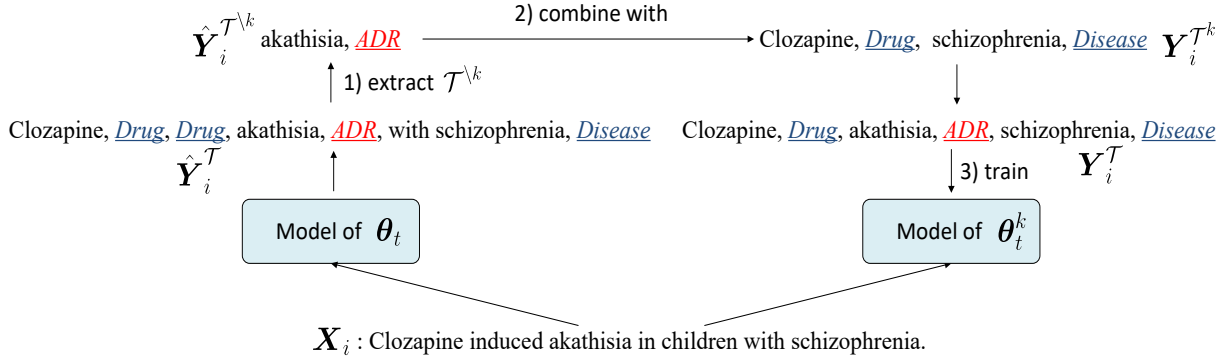 2) combine with
Ŷ_i^{𝒯\k} akathisia, ADR
Clozapine, Drug, schizophrenia, Disease Y_i^{𝒯^k}
1) extract 𝒯^{\k}
Clozapine, Drug, Drug, akathisia, ADR, with schizophrenia, Disease
Clozapine, Drug, akathisia, ADR, schizophrenia, Disease
Ŷ_i^𝒯
Y_i^𝒯
3) train
Model of θ_t
Model of θ_t^k
X_i : Clozapine induced akathisia in children with schizophrenia.